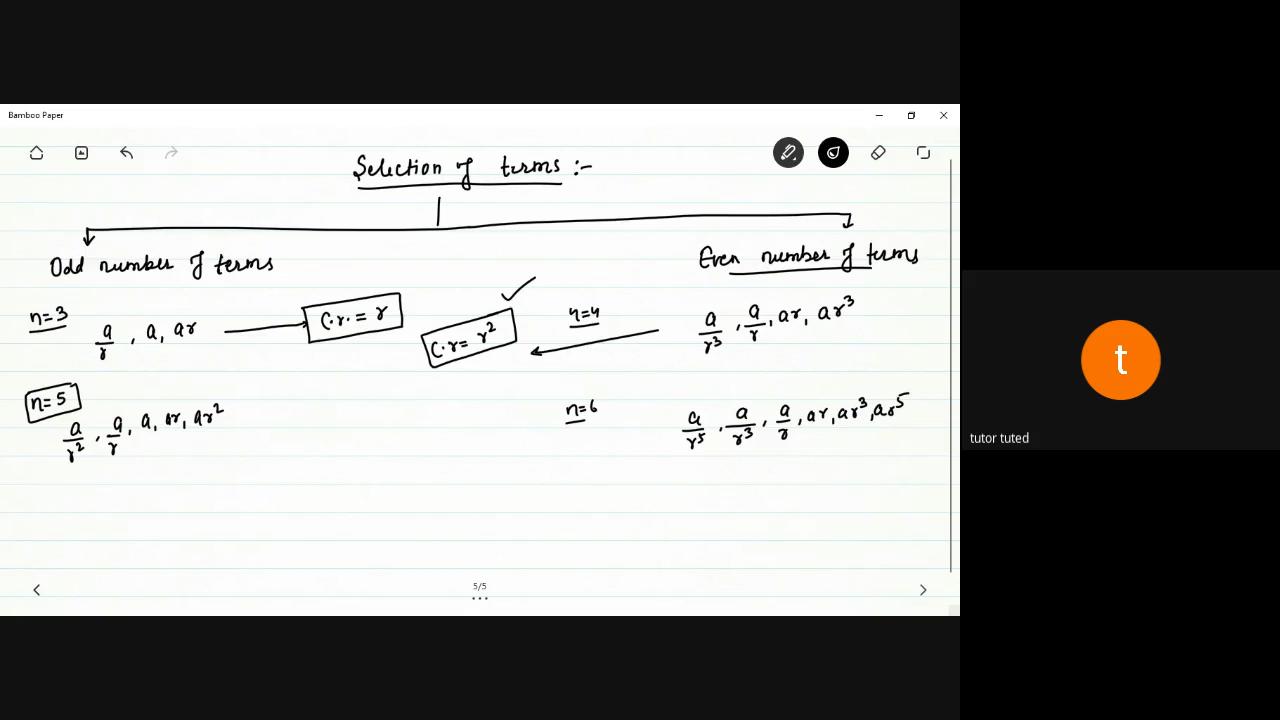 Bamboo Paper
Selection of terms :-
Odd number of terms
Even number of terms
n=3
a/r , a, ar
C.r. = r
C.r = r²
n=4
a/r³ , a/r , ar, ar³
n=5
a/r² , a/r , a, ar, ar²
n=6
a/r⁵ , a/r³ , a/r , ar, ar³, ar⁵
t
tutor tuted
5/5